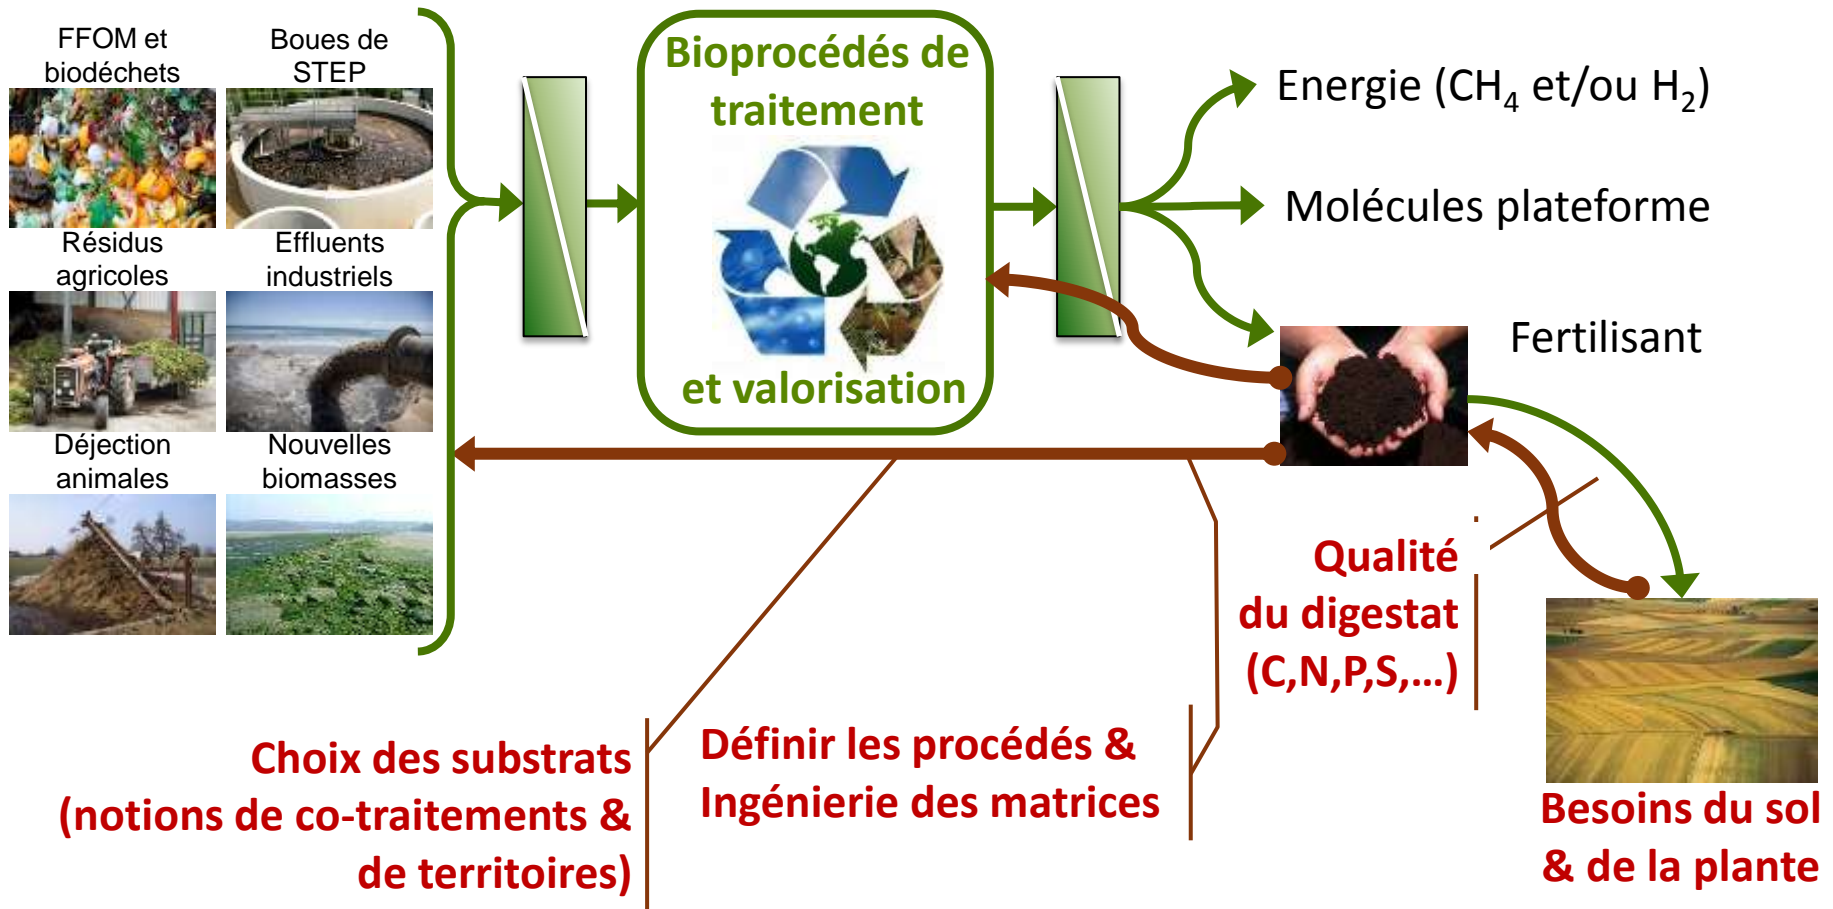 FFOM et
biodéchets
Boues de
STEP
Résidus
agricoles
Effluents
industriels
Déjection
animales
Nouvelles
biomasses
Bioprocédés de
traitement
et valorisation
Energie (CH₄ et/ou H₂)
Molécules plateforme
Fertilisant
Qualité
du digestat
(C,N,P,S,...)
Choix des substrats
(notions de co-traitements &
de territoires)
Définir les procédés &
Ingénierie des matrices
Besoins du sol
& de la plante